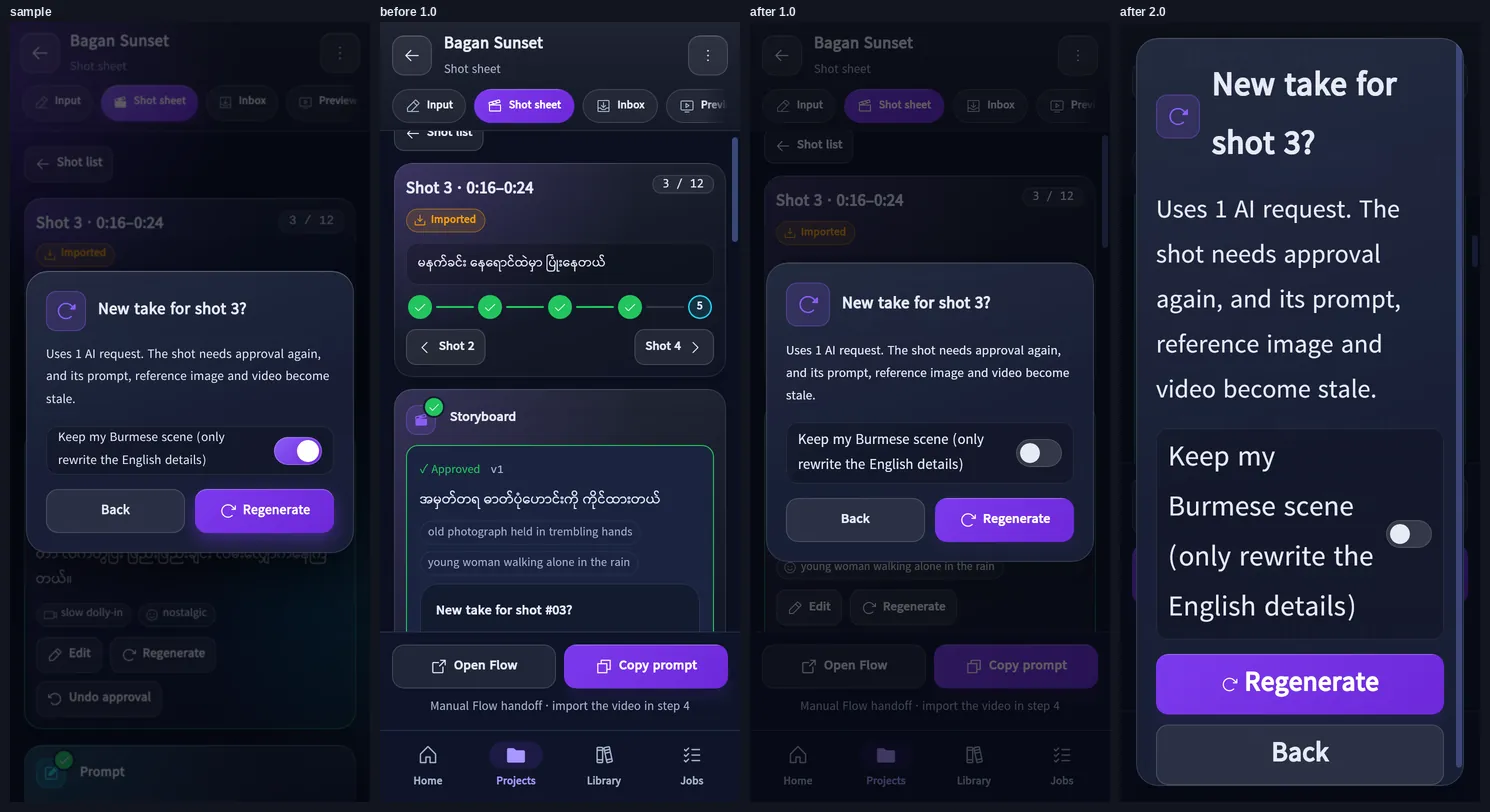 sample
Bagan Sunset
Shot sheet
Input
Shot sheet
Inbox
Preview
Shot list
Shot 3 · 0:16–0:24
3 / 12
Imported
New take for shot 3?
Uses 1 AI request. The shot needs approval again,
and its prompt, reference image and video become
stale.
Keep my Burmese scene (only
rewrite the English details)
Back
Regenerate
တယ်။
slow dolly-in
nostalgic
Edit
Regenerate
Undo approval
Prompt
before 1.0
Bagan Sunset
Shot sheet
Input
Shot sheet
Inbox
Previ
Shot list
Shot 3 · 0:16–0:24
3 / 12
Imported
မနက်ခင်း နေရောင်ထဲမှာ ပြုံးနေတယ်
5
Shot 2
Shot 4
Storyboard
✓ Approved v1
အမှတ်တရ ဓာတ်ပုံဟောင်းကို ကိုင်ထားတယ်
old photograph held in trembling hands
young woman walking alone in the rain
New take for shot #03?
Open Flow
Copy prompt
Manual Flow handoff · import the video in step 4
Home
Projects
Library
Jobs
after 1.0
Bagan Sunset
Shot sheet
Input
Shot sheet
Inbox
Previ
Shot list
Shot 3 · 0:16–0:24
3 / 12
Imported
New take for shot 3?
Uses 1 AI request. The shot needs approval again,
and its prompt, reference image and video become
stale.
Keep my Burmese scene (only
rewrite the English details)
Back
Regenerate
young woman walking alone in the rain
Edit
Regenerate
Open Flow
Copy prompt
Manual Flow handoff · import the video in step 4
Home
Projects
Library
Jobs
after 2.0
New take for
shot 3?
Uses 1 AI request. The
shot needs approval
again, and its prompt,
reference image and
video become stale.
Keep my
Burmese scene
(only rewrite the
English details)
Regenerate
Back